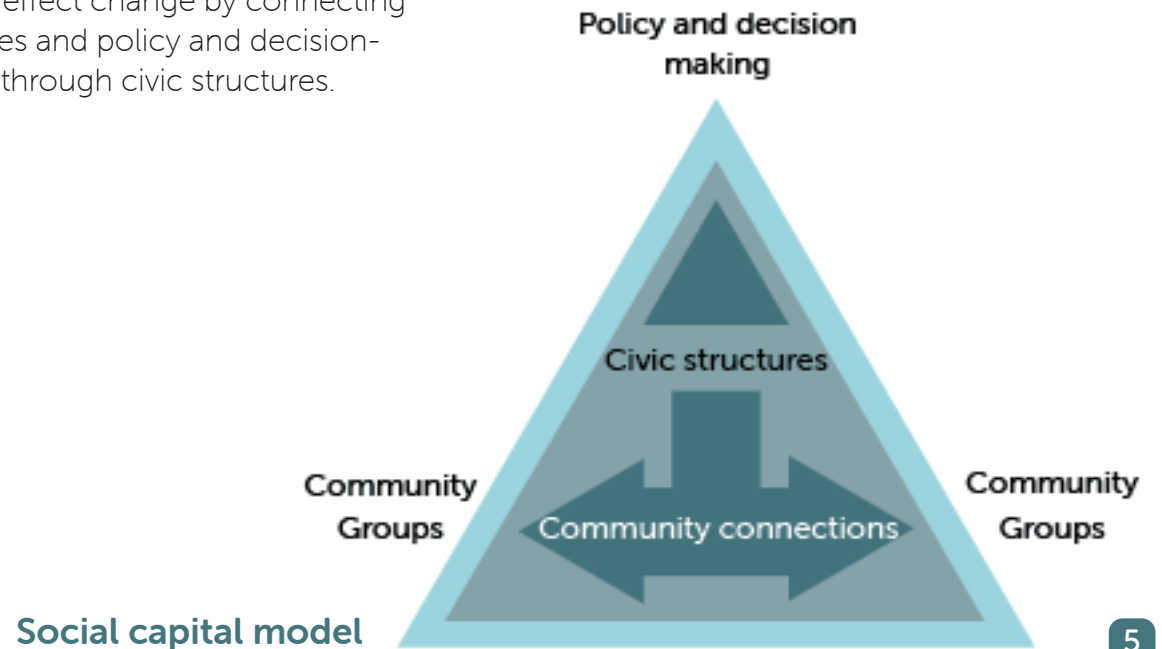 effect change by connecting
es and policy and decision-
through civic structures.
Policy and decision
making
Civic structures
Community
Groups
Community connections
Community
Groups
Social capital model
5